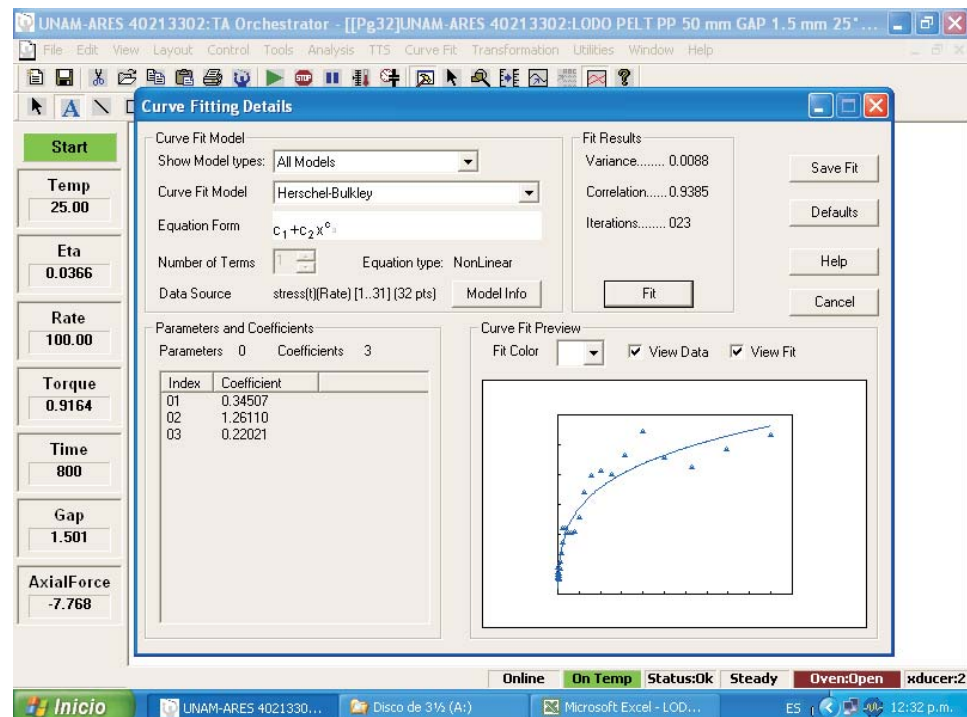 UNAM-ARES 40213302:TA Orchestrator - [[Pg32]UNAM-ARES 40213302:LODO PELT PP 50 mm GAP 1.5 mm 25°...
File Edit View Layout Control Tools Analysis TTS Curve Fit Transformation Utilities Window Help
Curve Fitting Details
Start
Temp
25.00
Eta
0.0366
Rate
100.00
Torque
0.9164
Time
800
Gap
1.501
AxialForce
-7.768
Curve Fit Model
Show Model types: All Models
Curve Fit Model Herschel-Bulkley
Equation Form c1+c2x^c
Number of Terms 1 Equation type: NonLinear
Data Source stress(t)(Rate) [1..31] (32 pts) Model Info
Fit Results
Variance........ 0.0088
Correlation......0.9385
Iterations........ 023
Fit
Save Fit
Defaults
Help
Cancel
Parameters and Coefficients
Parameters 0 Coefficients 3
Index Coefficient
01 0.34507
02 1.26110
03 0.22021
Curve Fit Preview
Fit Color View Data View Fit
Online On Temp Status:Ok Steady Oven:Open xducer:2
Inicio UNAM-ARES 4021330... Disco de 3½ (A:) Microsoft Excel - LOD... ES 12:32 p.m.